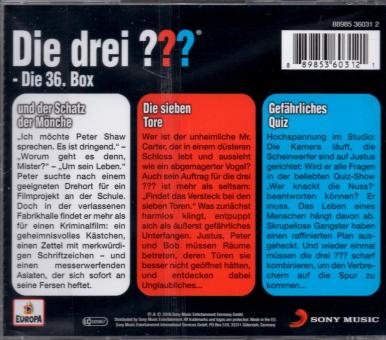 88985 36031 2
8 89853 60312 1
Die drei ???®
- Die 36. Box
und der Schatz
der Mönche
„Ich möchte Peter Shaw
sprechen. Es ist dringend.“ –
„Worum geht es denn,
Mister?“ – „Um sein Leben.“
Peter suchte nach einem
geeigneten Drehort für ein
Filmprojekt an der Schule.
Doch in der verlassenen
Fabrikhalle findet er mehr als
für einen Kriminalfilm: ein
geheimnisvolles Kästchen,
einen Zettel mit merkwürdi-
gen Schriftzeichen – und
einen messerwerfenden
Asiaten, der sich sofort an
seine Fersen heftet.
Die sieben
Tore
Wer ist der unheimliche Mr.
Carter, der in einem düsteren
Schloss lebt und aussieht
wie ein abgemagerter Vogel?
Auch sein Auftrag für die drei
??? ist mehr als seltsam:
„Findet das Versteck bei den
sieben Toren.“ Was zunächst
harmlos klingt, entpuppt
sich als äußerst gefährliches
Unterfangen. Justus, Peter
und Bob müssen Räume
betreten, deren Türen sie
besser nicht geöffnet hätten,
und entdecken dabei
Unglaubliches...
Gefährliches
Quiz
Hochspannung im Studio:
Die Kamera läuft, die
Scheinwerfer sind auf Justus
gerichtet: Wird er alle Fragen
in der beliebten Quiz-Show
‚Wer knackt die Nuss?‘
beantworten können? Er
muss. Das Leben eines
Menschen hängt davon ab.
Skrupellose Gangster haben
einen raffinierten Plan aus-
geheckt. Und wieder einmal
müssen die drei ??? scharf
kombinieren, um den Verbre-
chern auf die Spur zu
kommen...
EUROPA
SONY MUSIC